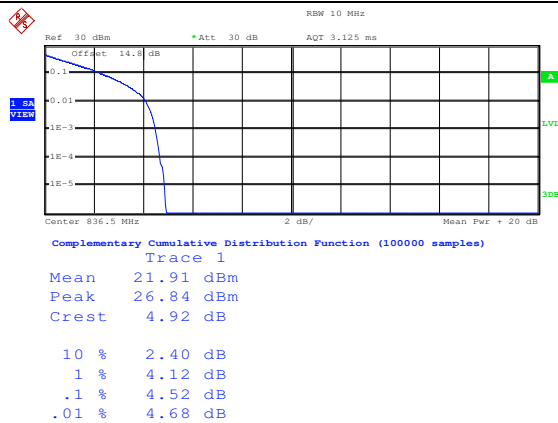 RBW 10 MHz
Ref 30 dBm *Att 30 dB AQT 3.125 ms
Offset 14.8 dB
0.1
A
0.01
1 SA
VIEW
LVL
1E-3
1E-4
1E-5
3DB
Center 836.5 MHz 2 dB/ Mean Pwr + 20 dB
Complementary Cumulative Distribution Function (100000 samples)
Trace 1
Mean 21.91 dBm
Peak 26.84 dBm
Crest 4.92 dB
10 % 2.40 dB
1 % 4.12 dB
.1 % 4.52 dB
.01 % 4.68 dB